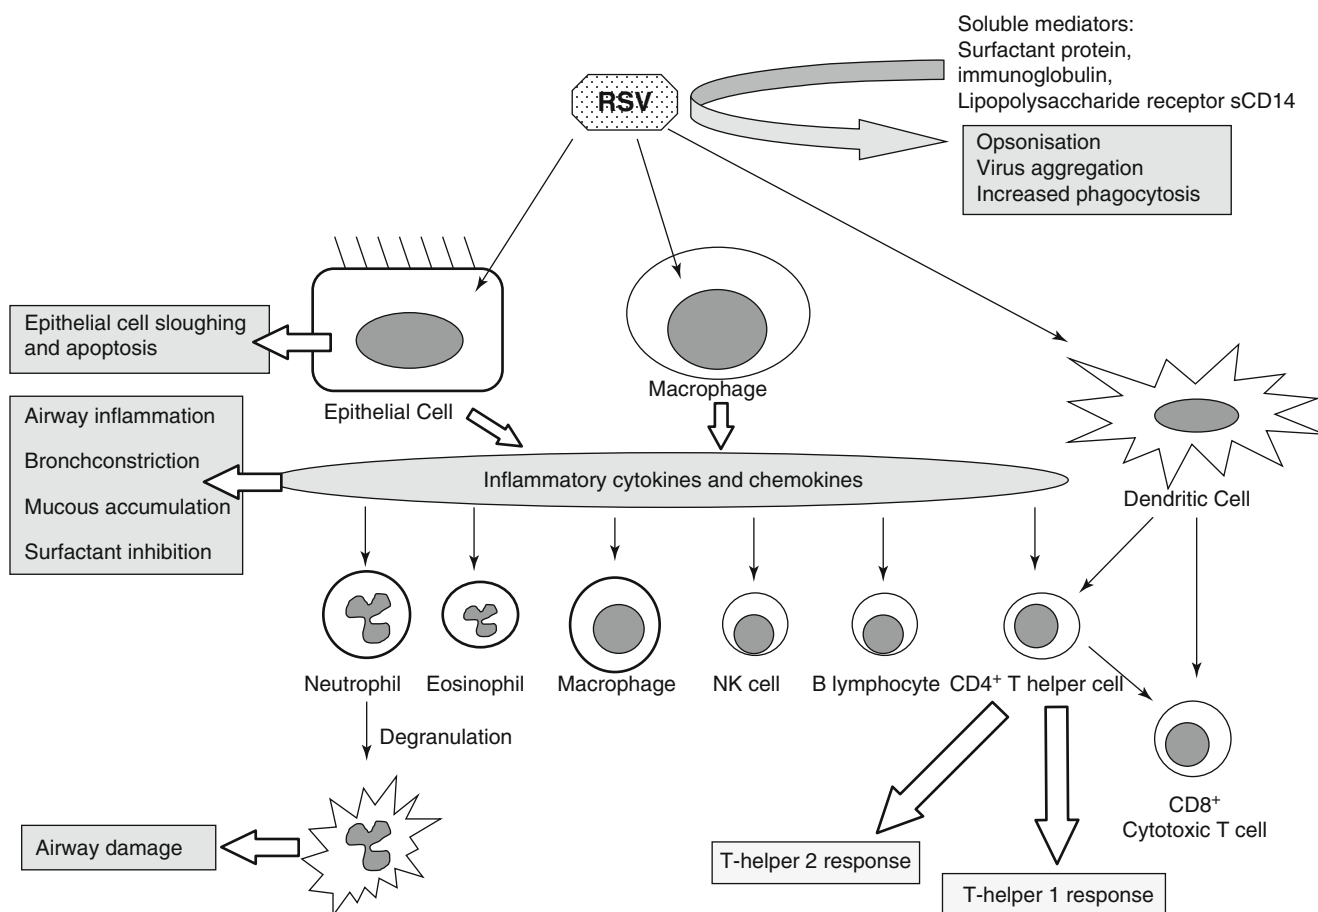 Soluble mediators:
Surfactant protein,
immunoglobulin,
Lipopolysaccharide receptor sCD14
RSV
Opsonisation
Virus aggregation
Increased phagocytosis
Epithelial cell sloughing
and apoptosis
Macrophage
Epithelial Cell
Airway inflammation
Bronchconstriction
Mucous accumulation
Surfactant inhibition
Inflammatory cytokines and chemokines
Dendritic Cell
Neutrophil
Eosinophil
Macrophage
NK cell
B lymphocyte
CD4⁺ T helper cell
Degranulation
CD8⁺
Cytotoxic T cell
Airway damage
T-helper 2 response
T-helper 1 response